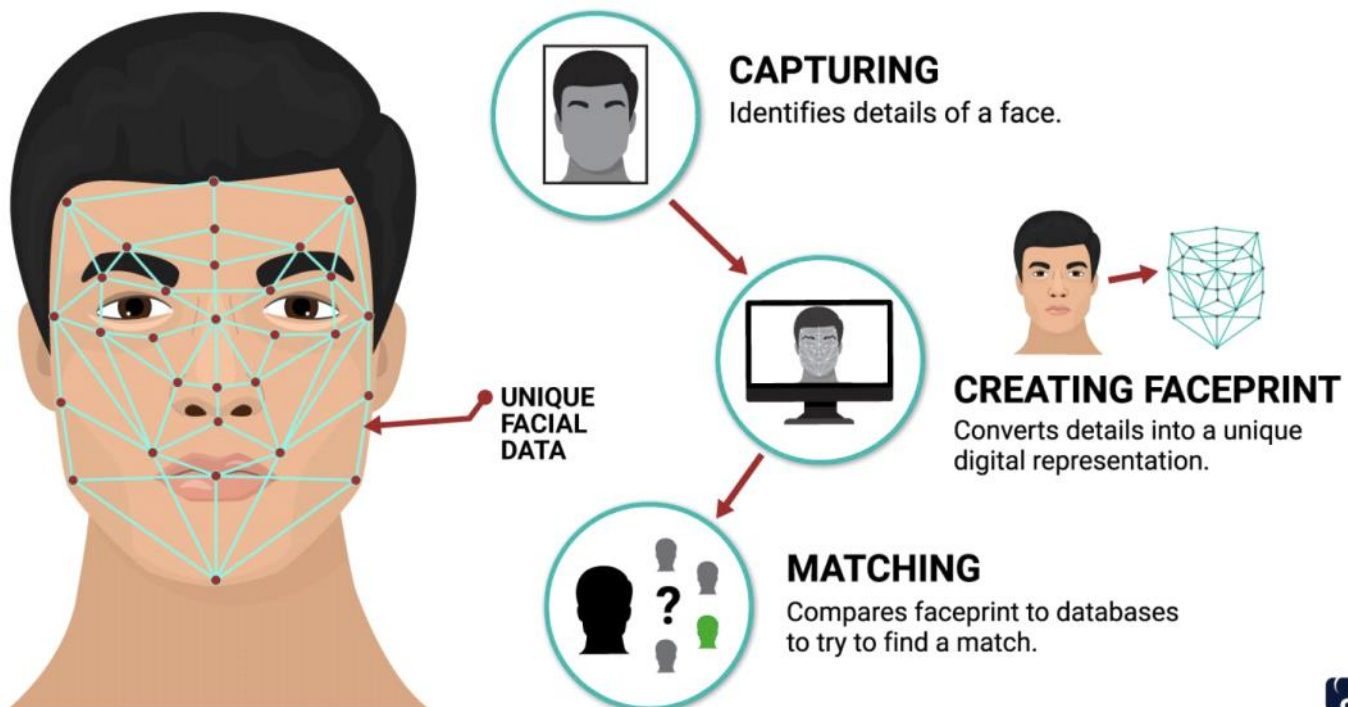 CAPTURING
Identifies details of a face.
UNIQUE
FACIAL
DATA
CREATING FACEPRINT
Converts details into a unique
digital representation.
?
MATCHING
Compares faceprint to databases
to try to find a match.